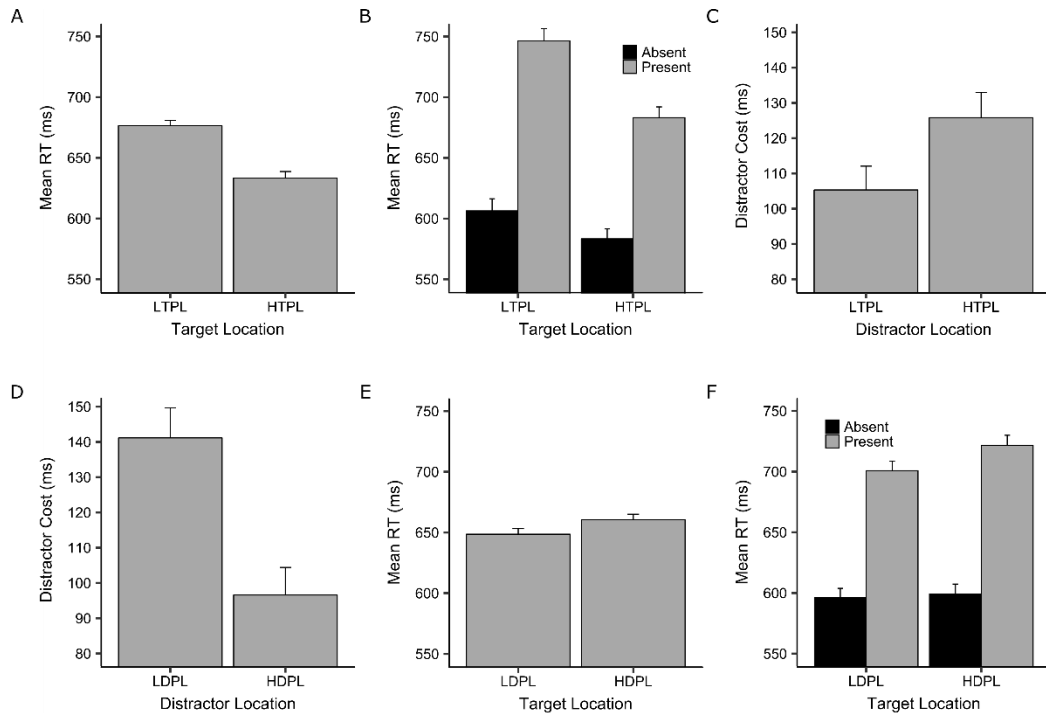 A
Mean RT (ms)
750
700
650
600
550
LTPL HTPL
Target Location
B
Mean RT (ms)
750
700
650
600
550
Absent
Present
LTPL HTPL
Target Location
C
Distractor Cost (ms)
150
140
130
120
110
100
90
80
LTPL HTPL
Distractor Location
D
Distractor Cost (ms)
150
140
130
120
110
100
90
80
LDPL HDPL
Distractor Location
E
Mean RT (ms)
750
700
650
600
550
LDPL HDPL
Target Location
F
Mean RT (ms)
750
700
650
600
550
Absent
Present
LDPL HDPL
Target Location